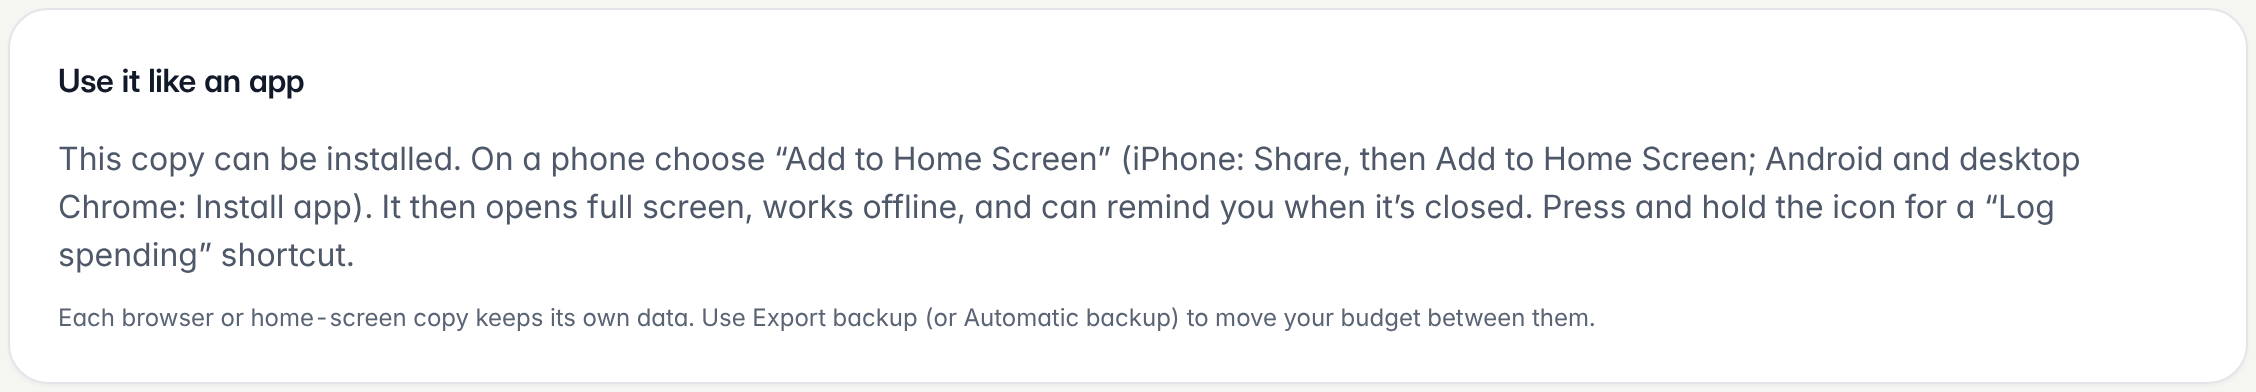 Use it like an app
This copy can be installed. On a phone choose “Add to Home Screen” (iPhone: Share, then Add to Home Screen; Android and desktop
Chrome: Install app). It then opens full screen, works offline, and can remind you when it’s closed. Press and hold the icon for a “Log
spending” shortcut.
Each browser or home-screen copy keeps its own data. Use Export backup (or Automatic backup) to move your budget between them.